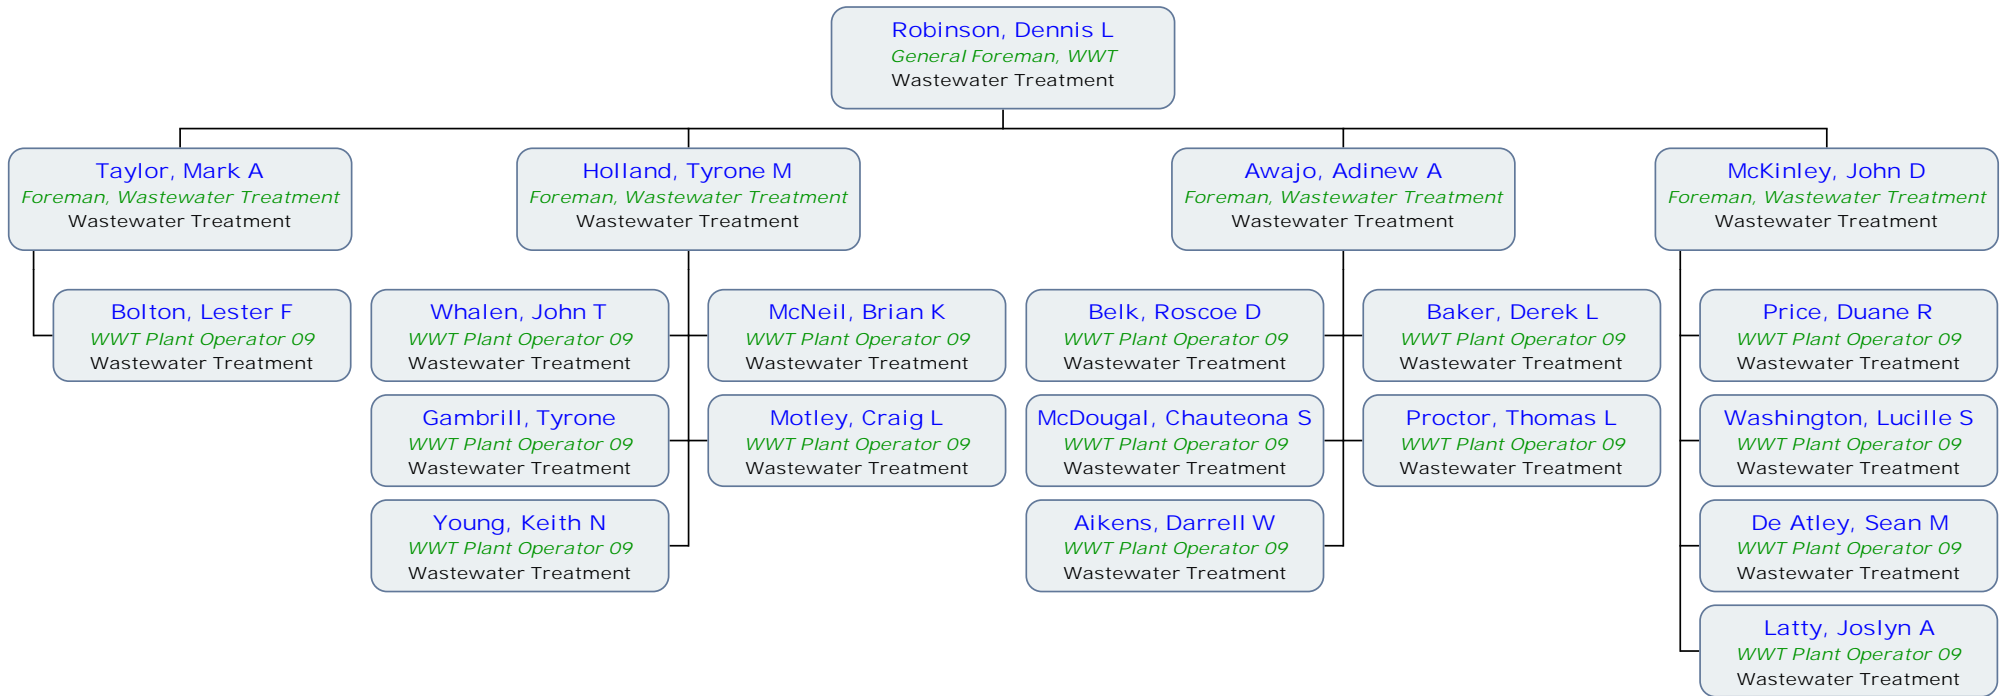 Robinson, Dennis L
General Foreman, WWT
Wastewater Treatment
Taylor, Mark A
Foreman, Wastewater Treatment
Wastewater Treatment
Holland, Tyrone M
Foreman, Wastewater Treatment
Wastewater Treatment
Awajo, Adinew A
Foreman, Wastewater Treatment
Wastewater Treatment
McKinley, John D
Foreman, Wastewater Treatment
Wastewater Treatment
Bolton, Lester F
WWT Plant Operator 09
Wastewater Treatment
Whalen, John T
WWT Plant Operator 09
Wastewater Treatment
McNeil, Brian K
WWT Plant Operator 09
Wastewater Treatment
Belk, Roscoe D
WWT Plant Operator 09
Wastewater Treatment
Baker, Derek L
WWT Plant Operator 09
Wastewater Treatment
Price, Duane R
WWT Plant Operator 09
Wastewater Treatment
Gambrill, Tyrone
WWT Plant Operator 09
Wastewater Treatment
Motley, Craig L
WWT Plant Operator 09
Wastewater Treatment
McDougal, Chauteona S
WWT Plant Operator 09
Wastewater Treatment
Proctor, Thomas L
WWT Plant Operator 09
Wastewater Treatment
Washington, Lucille S
WWT Plant Operator 09
Wastewater Treatment
Young, Keith N
WWT Plant Operator 09
Wastewater Treatment
Aikens, Darrell W
WWT Plant Operator 09
Wastewater Treatment
De Atley, Sean M
WWT Plant Operator 09
Wastewater Treatment
Latty, Joslyn A
WWT Plant Operator 09
Wastewater Treatment